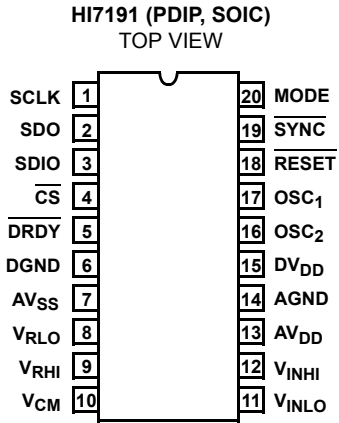 HI7191 (PDIP, SOIC)
TOP VIEW
SCLK 1 20 MODE
SDO 2 19 SYNC
SDIO 3 18 RESET
CS 4 17 OSC1
DRDY 5 16 OSC2
DGND 6 15 DVDD
AVSS 7 14 AGND
VRLO 8 13 AVDD
VRHI 9 12 VINHI
VCM 10 11 VINLO